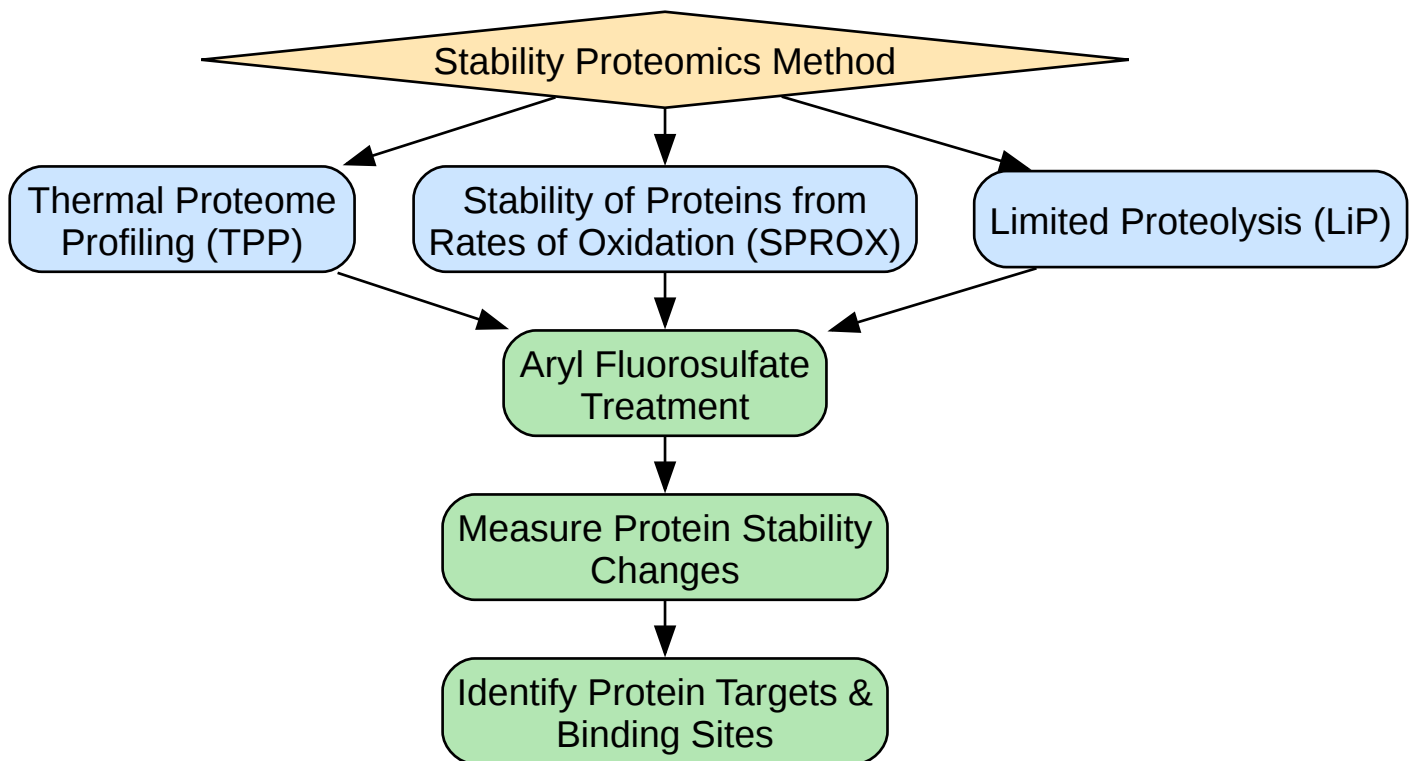 Stability Proteomics Method
Thermal Proteome
Profiling (TPP)
Stability of Proteins from
Rates of Oxidation (SPROX)
Limited Proteolysis (LiP)
Aryl Fluorosulfate
Treatment
Measure Protein Stability
Changes
Identify Protein Targets &
Binding Sites